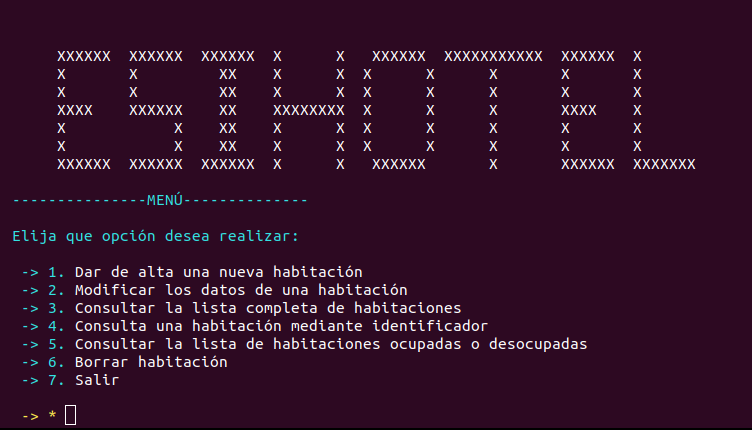 XXXXXX  XXXXXX  XXXXXX  X      X   XXXXXX  XXXXXXXXXXX  XXXXXX  X
X       X         XX    X      X  X      X      X       X       X
X       X         XX    X      X  X      X      X       X       X
XXXX    XXXXXX    XX    XXXXXXXX  X      X      X       XXXX    X
X            X    XX    X      X  X      X      X       X       X
X            X    XX    X      X  X      X      X       X       X
XXXXXX  XXXXXX  XXXXXX  X      X   XXXXXX       X       XXXXXX  XXXXXXX
---------------MENÚ--------------
Elija que opción desea realizar:
-> 1. Dar de alta una nueva habitación
-> 2. Modificar los datos de una habitación
-> 3. Consultar la lista completa de habitaciones
-> 4. Consulta una habitación mediante identificador
-> 5. Consultar la lista de habitaciones ocupadas o desocupadas
-> 6. Borrar habitación
-> 7. Salir
-> *